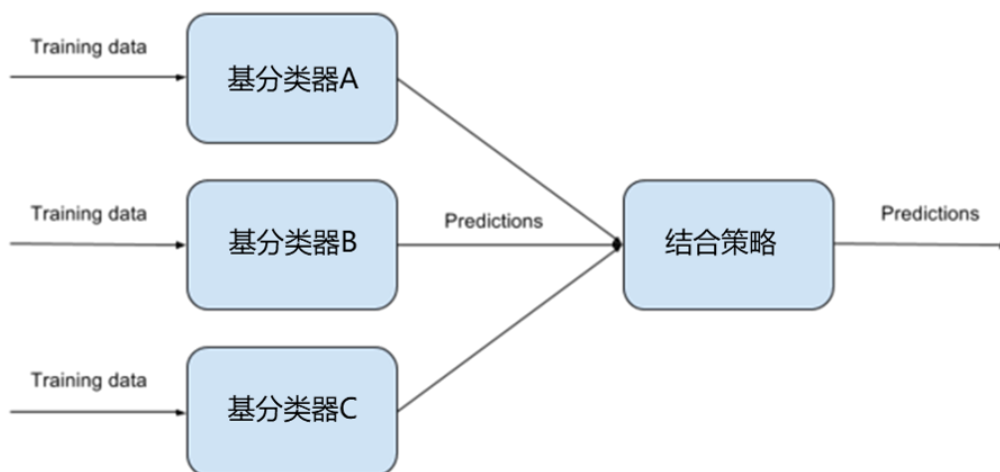 Training data
基分类器A
Training data
基分类器B
Predictions
结合策略
Predictions
Training data
基分类器C